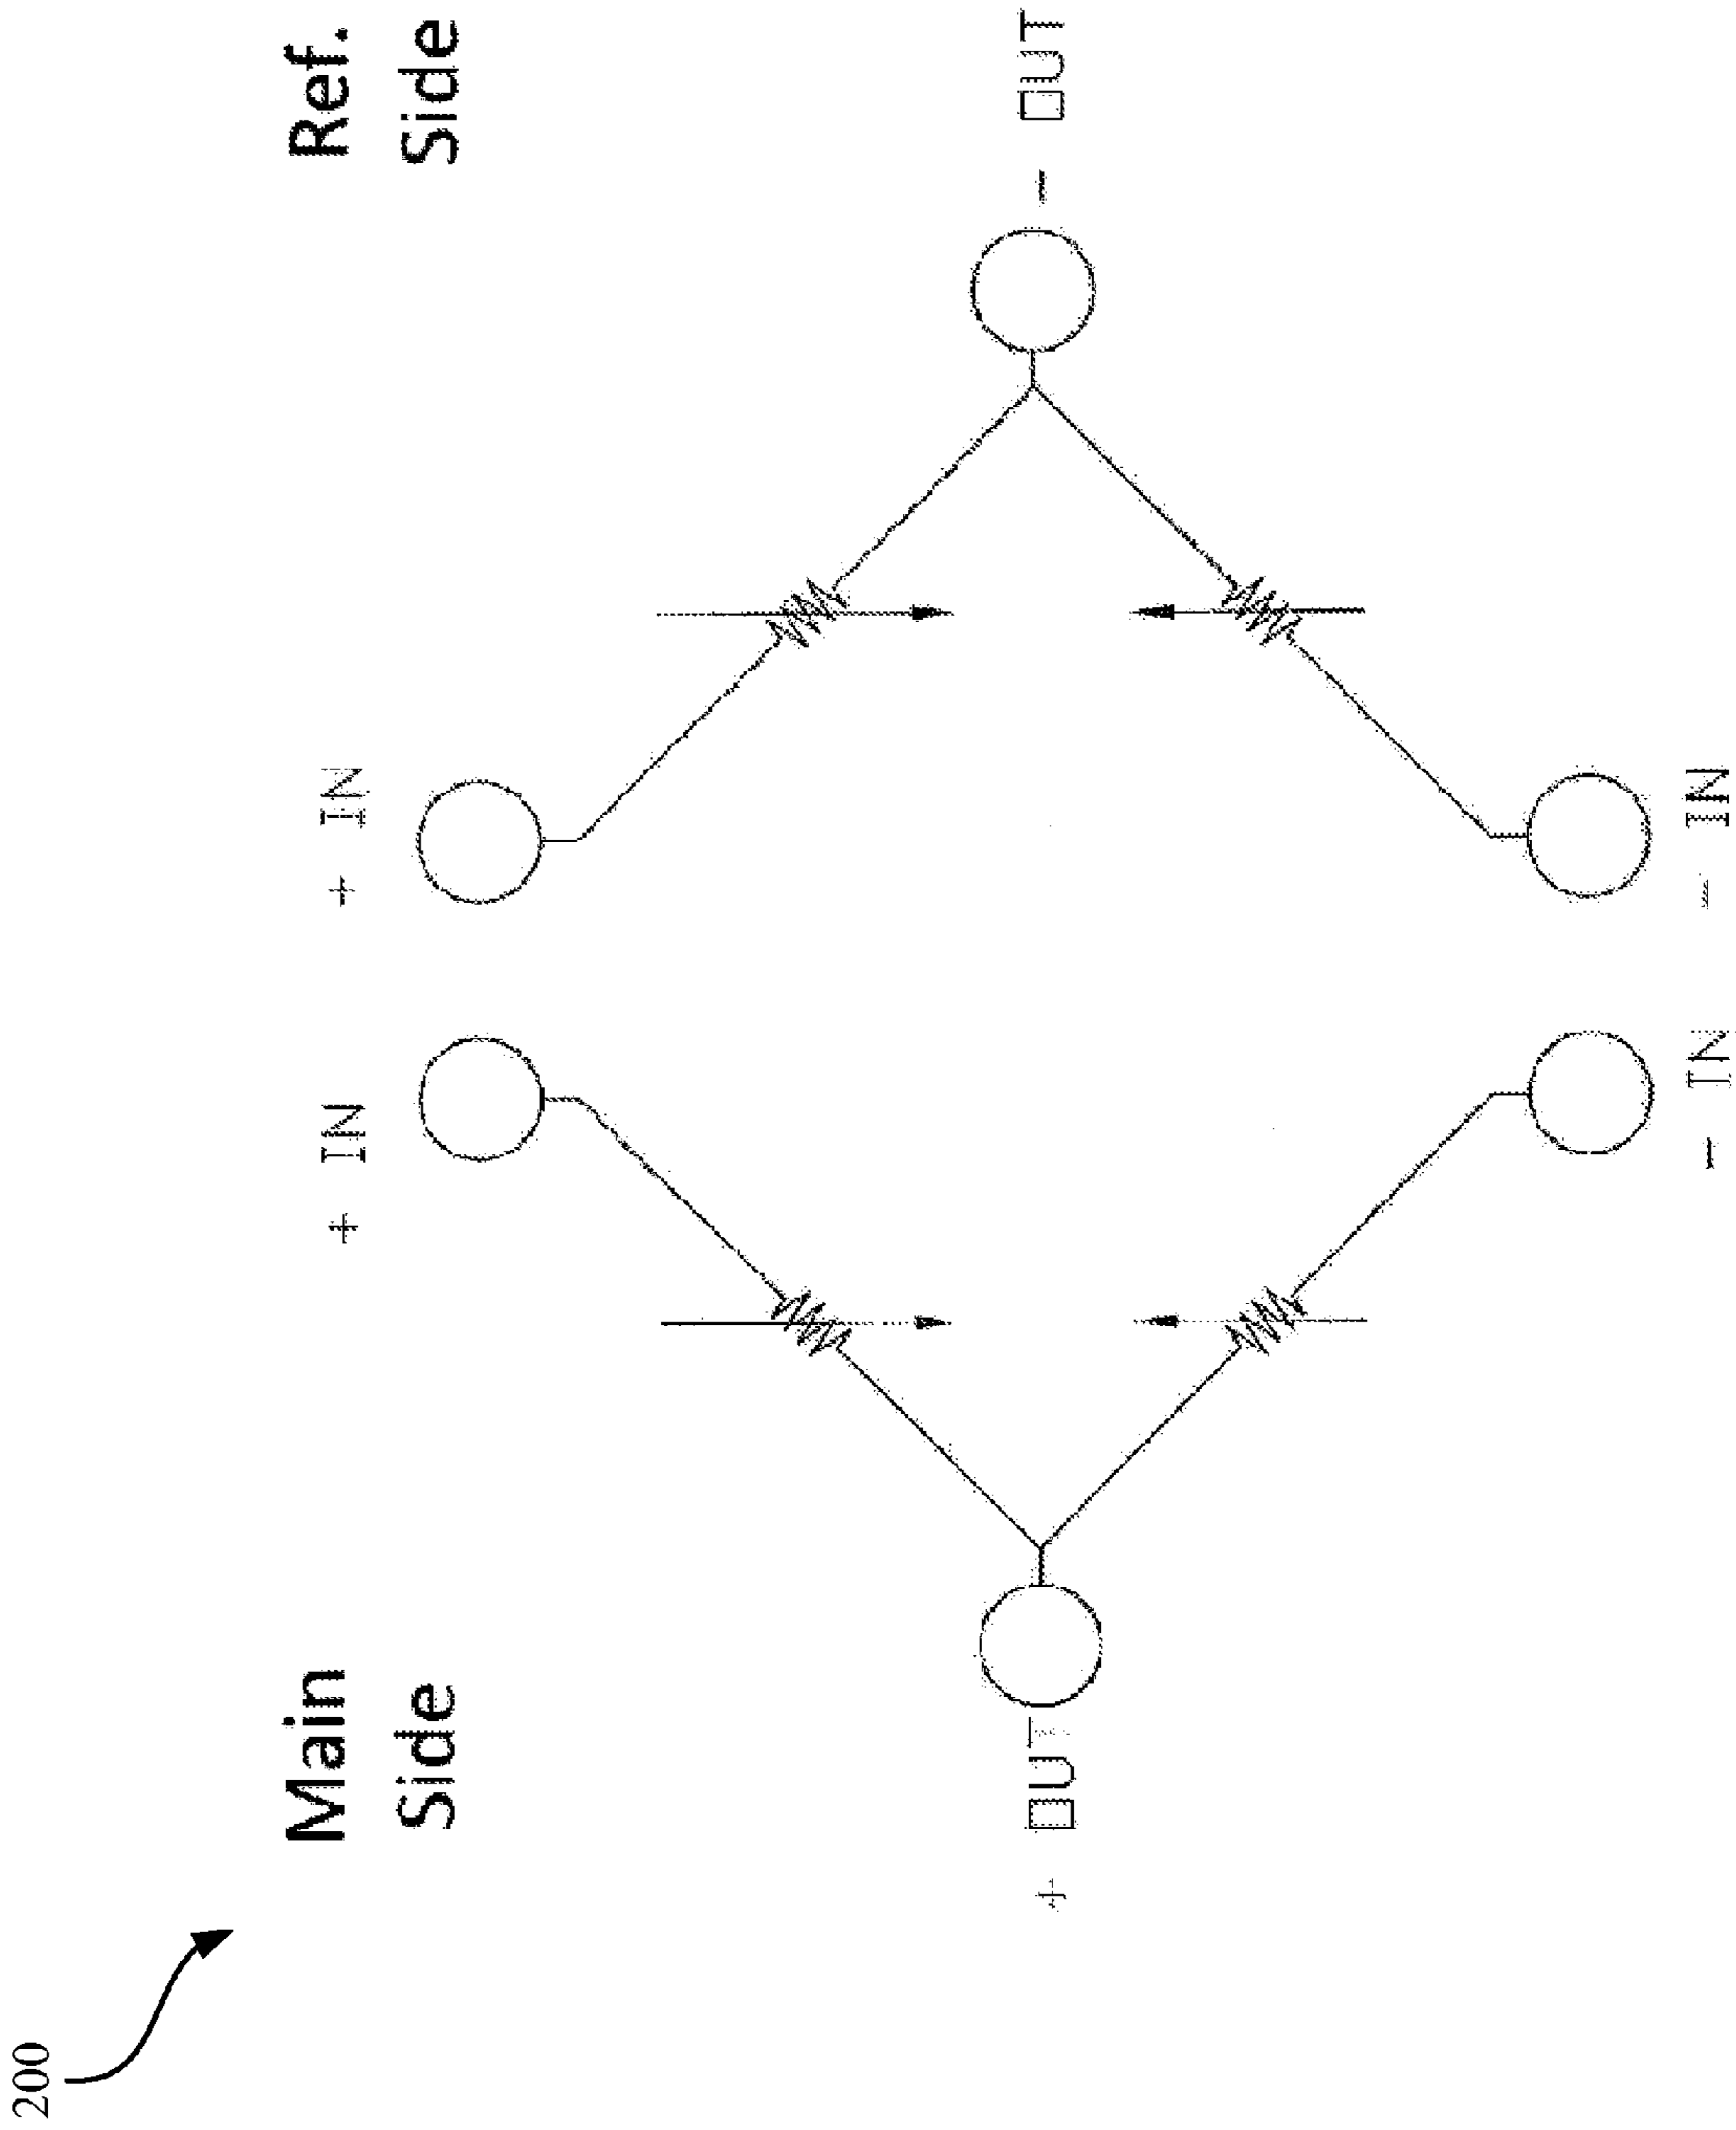 200
Main
Side
Ref.
Side
+ IN
+ IN
+ OUT
- OUT
- IN
- IN